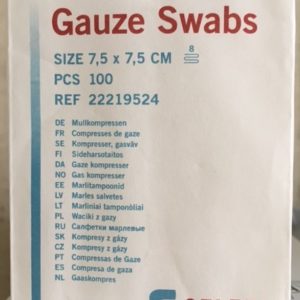 Gauze Swabs
SIZE 7,5 x 7,5 CM 8
PCS 100
REF 22219524
DE Mullkompressen
FR Compresses de gaze
SE Kompresser, gasväv
FI Sideharsotaitos
DA Gaze kompresser
NO Gas kompresser
EE Marlitampoonid
LV Marles salvetes
LT Marliniai tamponóliai
PL Waciki z gazy
RU Салфетки марлевые
SK Kompresy z gázy
CZ Kompresy z gázy
PT Compressas de Gaze
ES Compresa de gasa
NL Gaaskompres